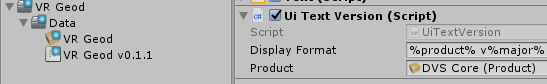 VR Geod
Data
VR Geod
VR Geod v0.1.1
Ui Text Version (Script)
Script UiTextVersion
Display Format %product% v%major%
Product DVS Core (Product)